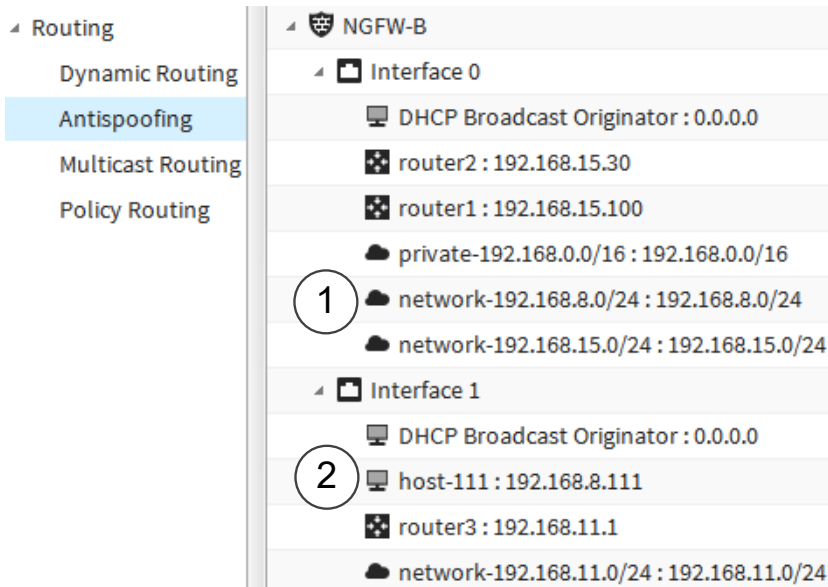 Routing
Dynamic Routing
Antispoofing
Multicast Routing
Policy Routing
NGFW-B
Interface 0
DHCP Broadcast Originator : 0.0.0.0
router2 : 192.168.15.30
router1 : 192.168.15.100
private-192.168.0.0/16 : 192.168.0.0/16
1 network-192.168.8.0/24 : 192.168.8.0/24
network-192.168.15.0/24 : 192.168.15.0/24
Interface 1
DHCP Broadcast Originator : 0.0.0.0
2 host-111 : 192.168.8.111
router3 : 192.168.11.1
network-192.168.11.0/24 : 192.168.11.0/24